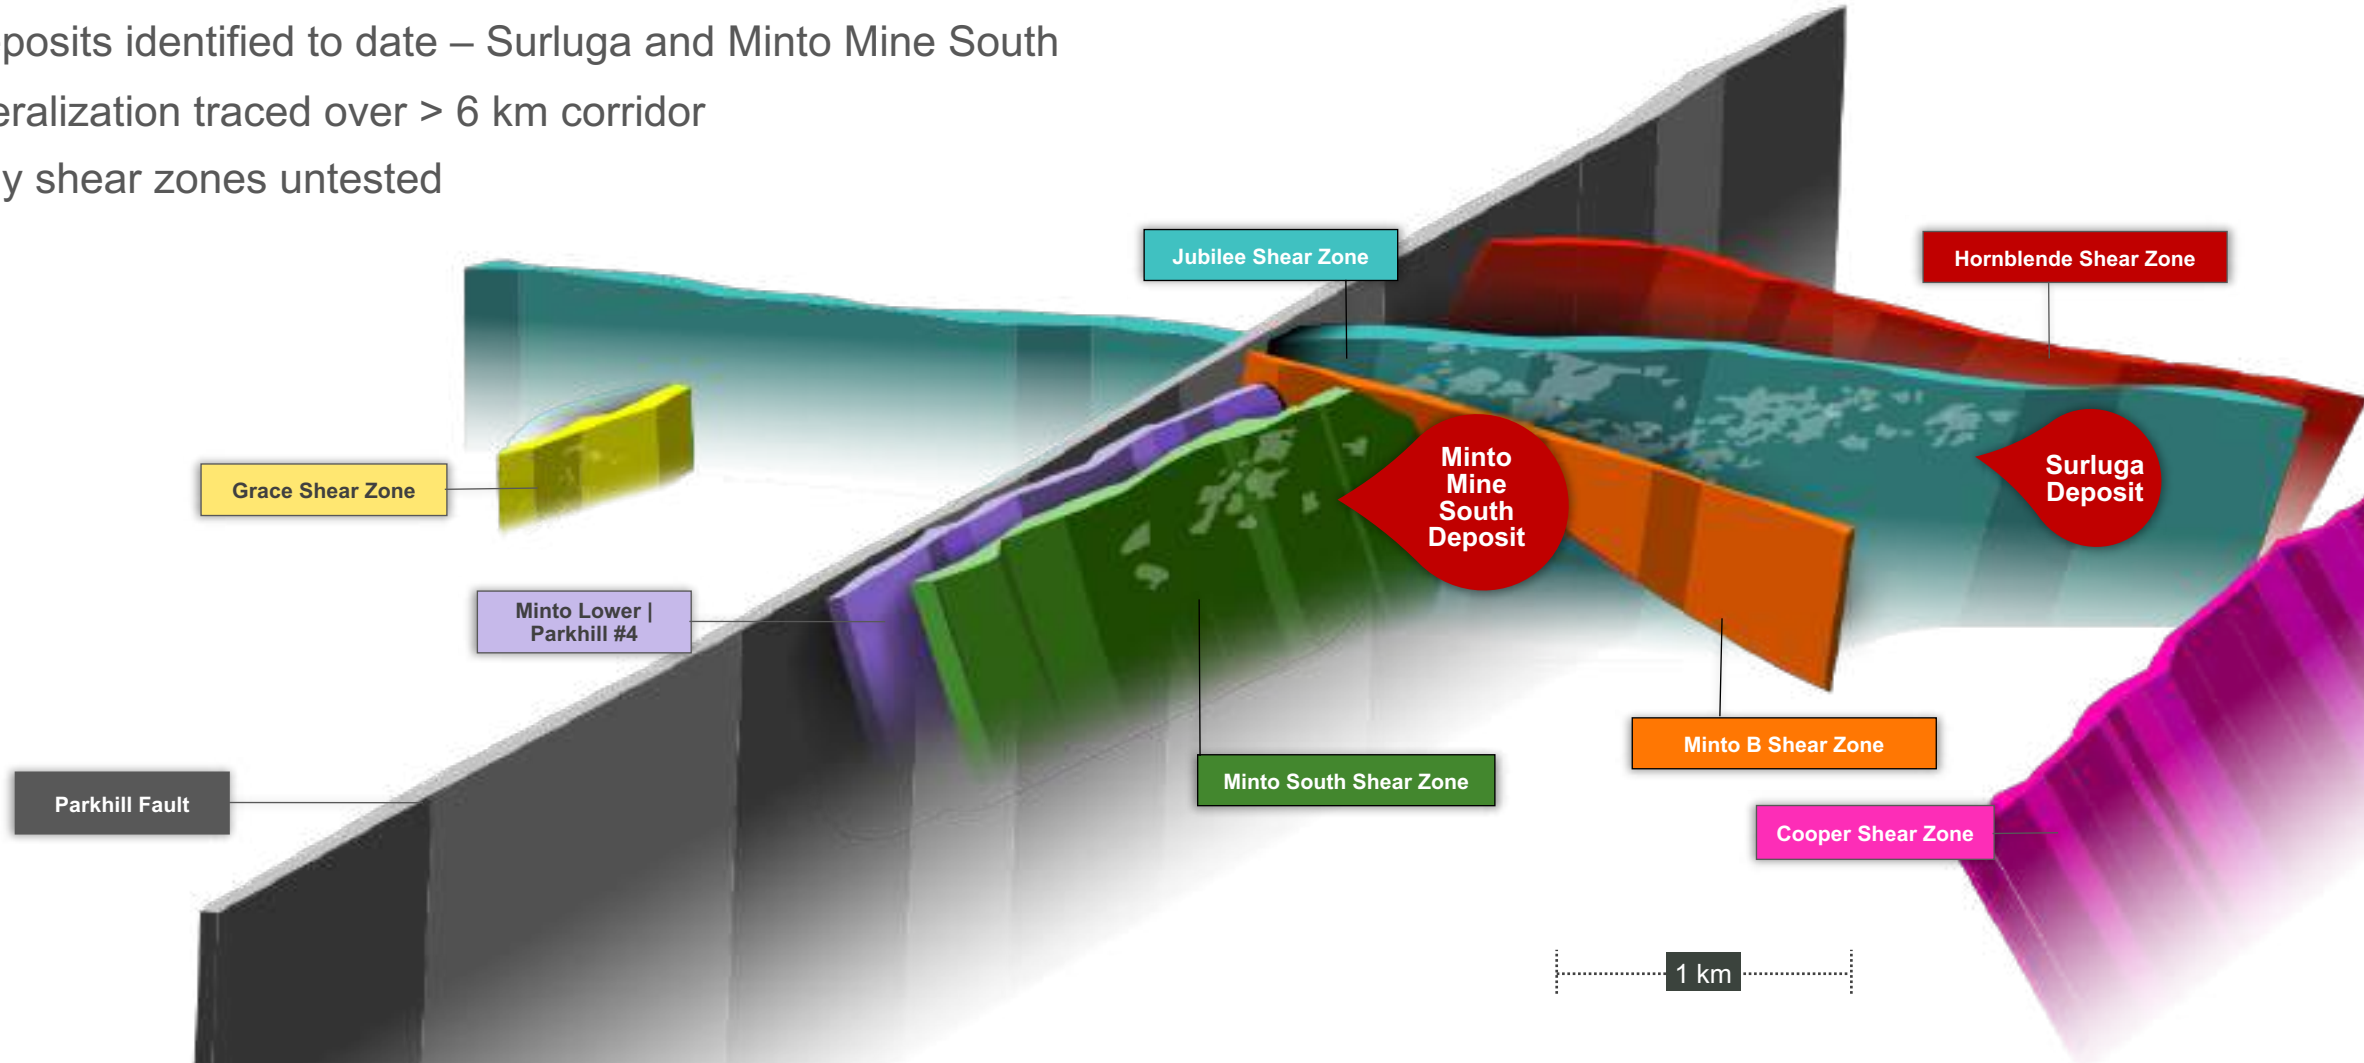 posits identified to date – Surluga and Minto Mine South
eralization traced over > 6 km corridor
y shear zones untested
Jubilee Shear Zone
Hornblende Shear Zone
Grace Shear Zone
Minto
Mine
South
Deposit
Surluga
Deposit
Minto Lower |
Parkhill #4
Minto B Shear Zone
Minto South Shear Zone
Parkhill Fault
Cooper Shear Zone
1 km